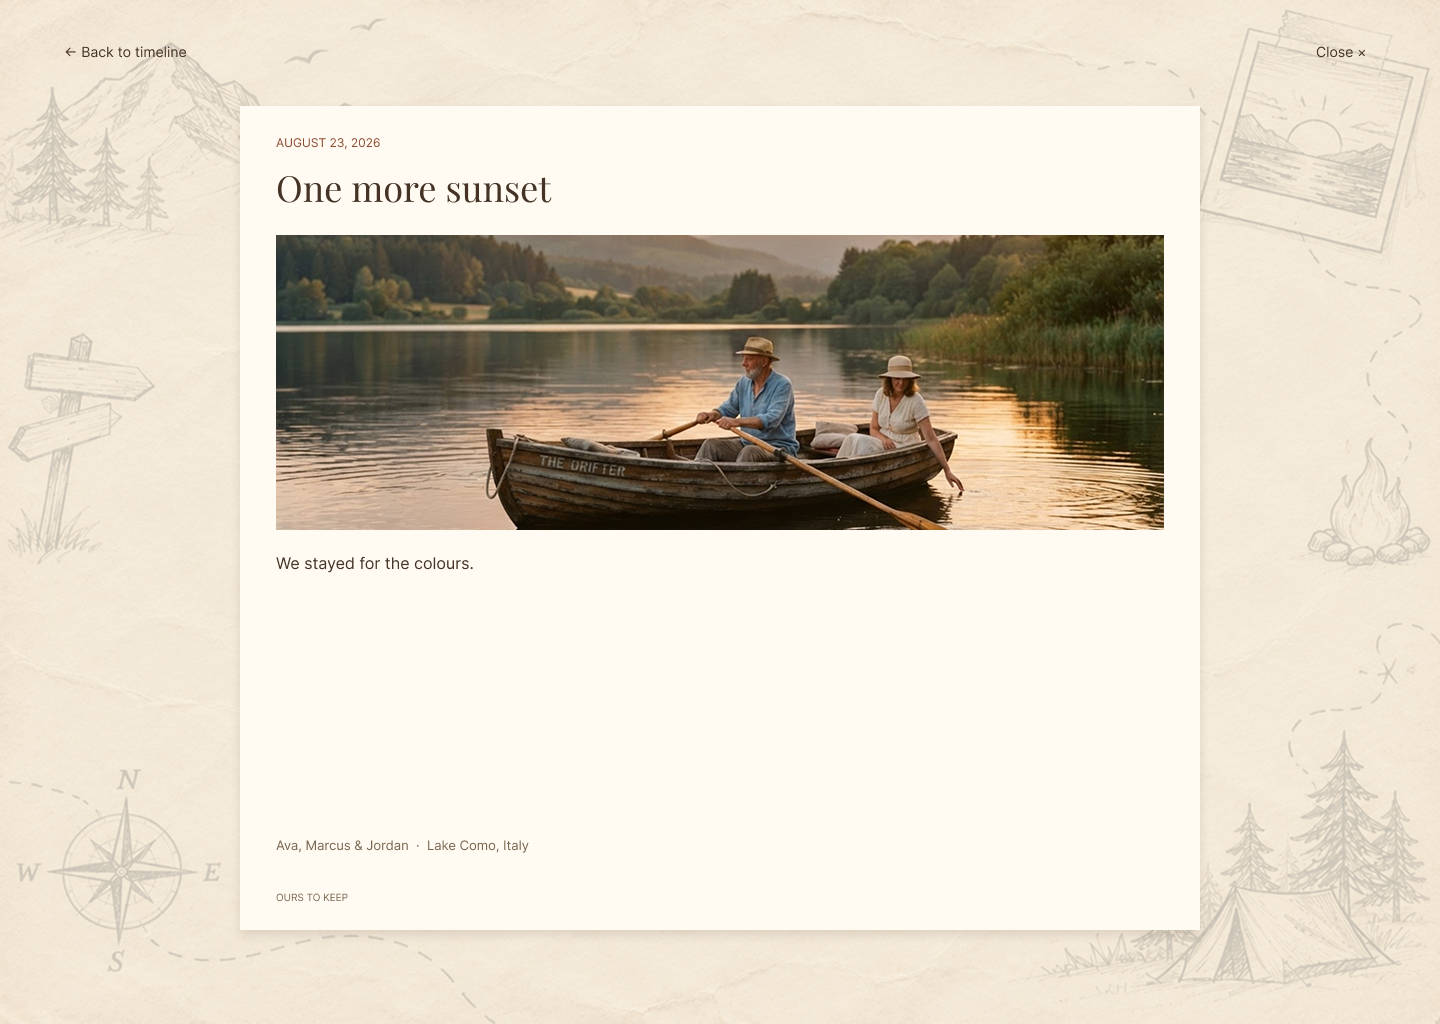 ← Back to timeline
Close ×
AUGUST 23, 2026
One more sunset
THE DRIFTER
We stayed for the colours.
Ava, Marcus & Jordan · Lake Como, Italy
OURS TO KEEP
N
W
E
S